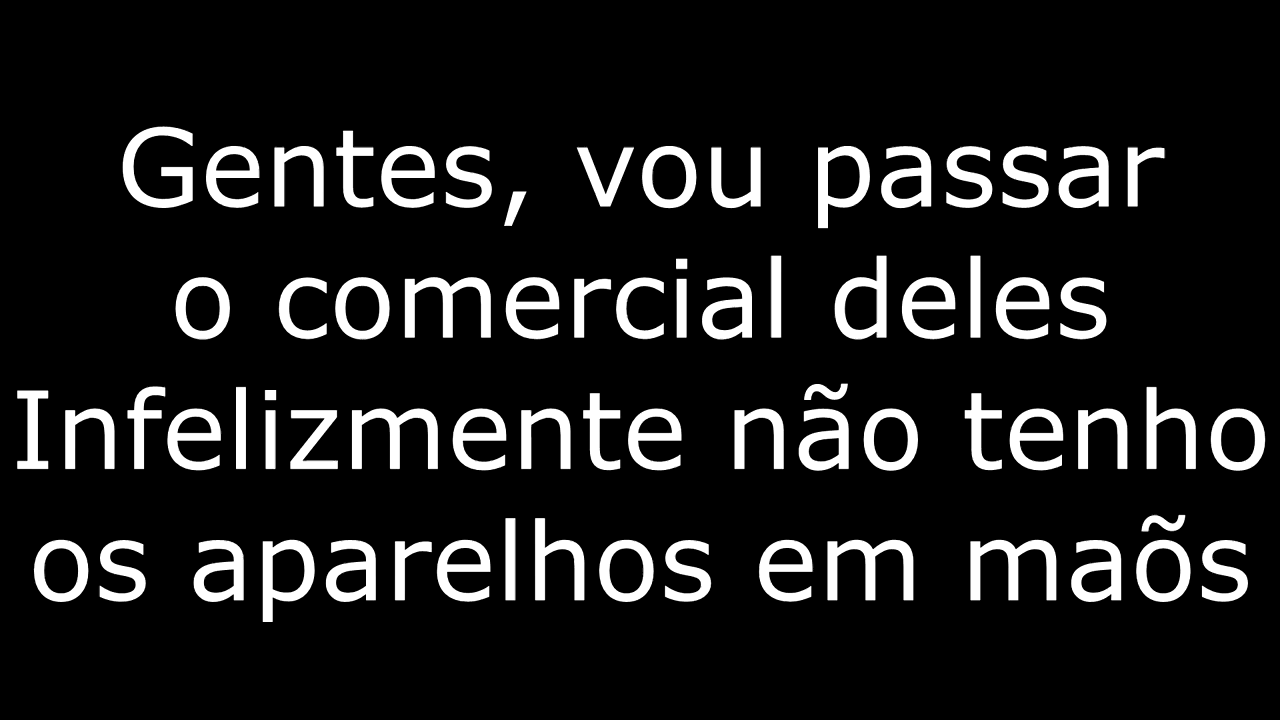 Gentes, vou passar
o comercial deles
Infelizmente não tenho
os aparelhos em maõs